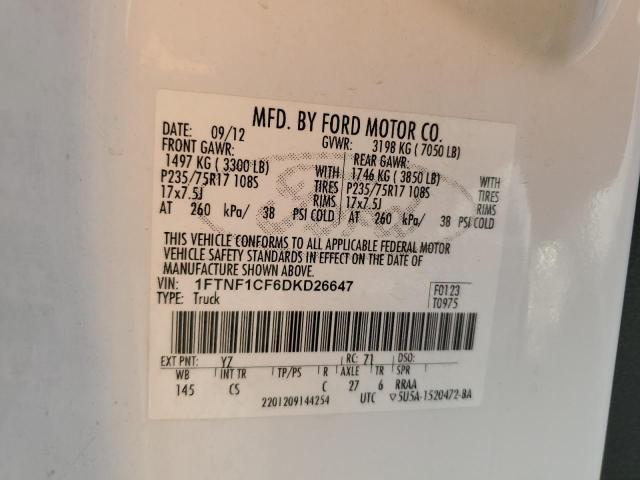 MFD. BY FORD MOTOR CO.
DATE: 09/12 GVWR: 3198 KG ( 7050 LB)
FRONT GAWR: REAR GAWR:
1497 KG ( 3300 LB) WITH 1746 KG ( 3850 LB) WITH
P235/75R17 108S TIRES P235/75R17 108S TIRES
17x7.5J RIMS 17x7.5J RIMS
AT 260 kPa/ 38 PSI COLD AT 260 kPa/ 38 PSI COLD
Ford
THIS VEHICLE CONFORMS TO ALL APPLICABLE FEDERAL MOTOR
VEHICLE SAFETY STANDARDS IN EFFECT ON THE DATE OF
MANUFACTURE SHOWN ABOVE.
VIN: 1FTNF1CF6DKD26647 F0123
TYPE: Truck T0975
EXT PNT: Y7 RC: 71 DSO:
WB INT TR TP/PS R AXLE TR SPR
145 CS C 27 6 RRAA
2201209144254 UTC ▽5U5A-1520472-BA